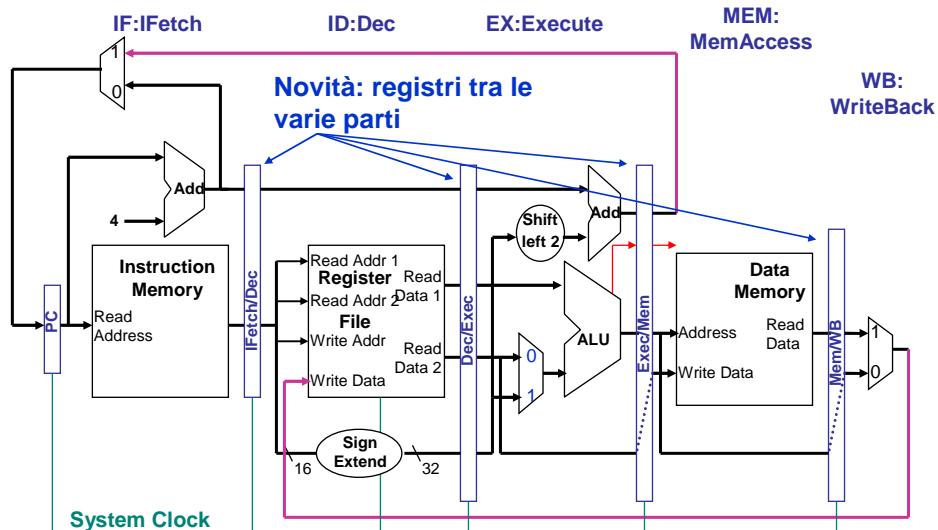 IF:IFetch
ID:Dec
EX:Execute
MEM:
MemAccess
WB:
WriteBack
Novità: registri tra le
varie parti
1
0
Add
4
Shift
left 2
Add
Instruction
Memory
Read
Address
PC
IFetch/Dec
Read Addr 1
Register
Read Addr 2
File
Write Addr
Write Data
Read
Data 1
Read
Data 2
Dec/Exec
0
1
ALU
Exec/Mem
Data
Memory
Address
Read
Data
Write Data
Mem/WB
1
0
Sign
Extend
16
32
System Clock